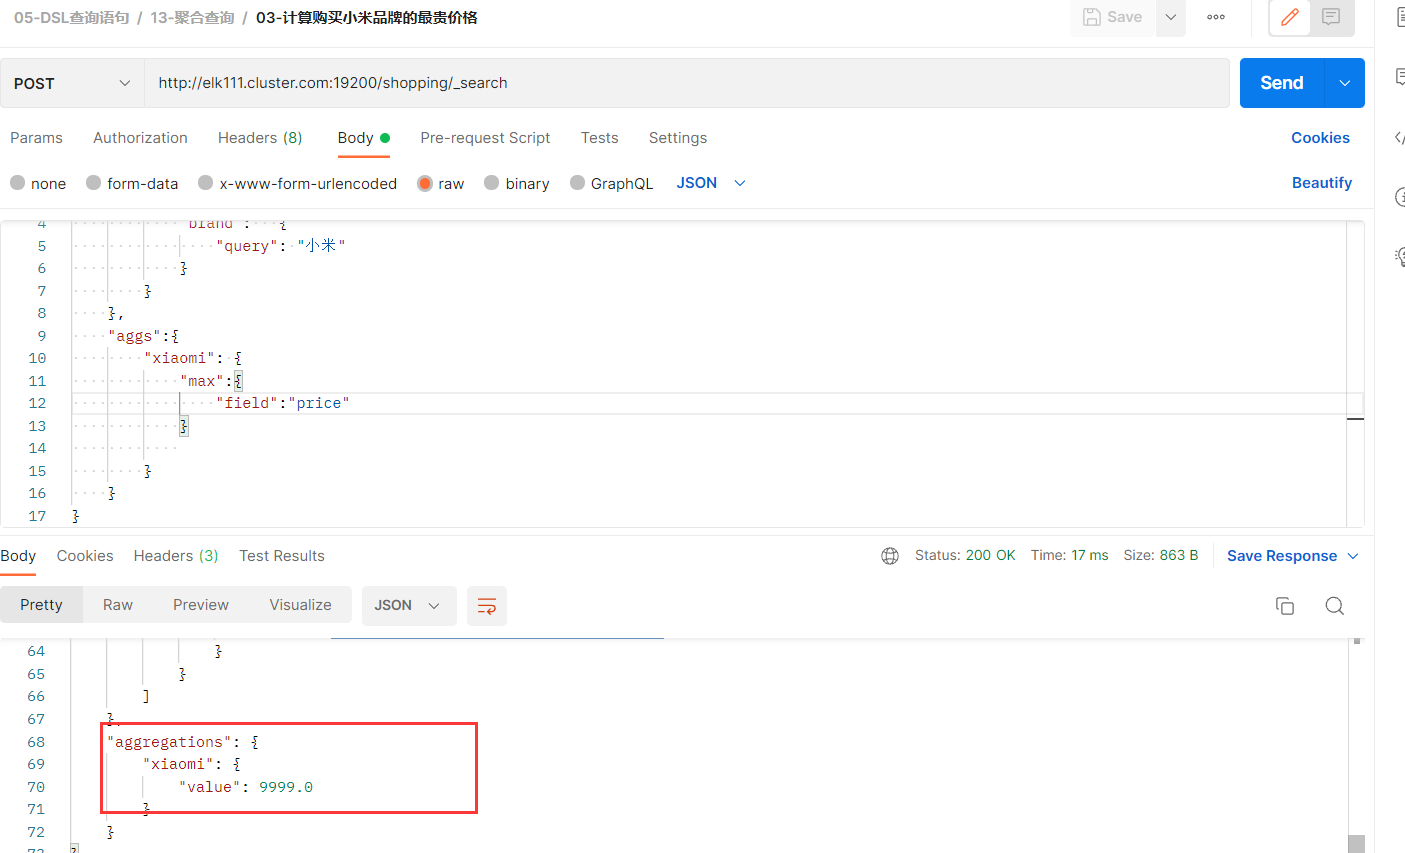 05-DSL查询语句 / 13-聚合查询 / 03-计算购买小米品牌的最贵价格
Save
POST
http://elk111.cluster.com:19200/shopping/_search
Send
Params Authorization Headers (8) Body Pre-request Script Tests Settings Cookies
none form-data x-www-form-urlencoded raw binary GraphQL JSON Beautify
4 "brand": {
5 "query": "小米"
6 }
7 }
8 },
9 "aggs":{
10 "xiaomi": {
11 "max":{
12 "field":"price"
13 }
14
15 }
16 }
17 }
Body Cookies Headers (3) Test Results Status: 200 OK Time: 17 ms Size: 863 B Save Response
Pretty Raw Preview Visualize JSON
64 }
65 }
66 ]
67 },
68 "aggregations": {
69 "xiaomi": {
70 "value": 9999.0
71 }
72 }
73 }